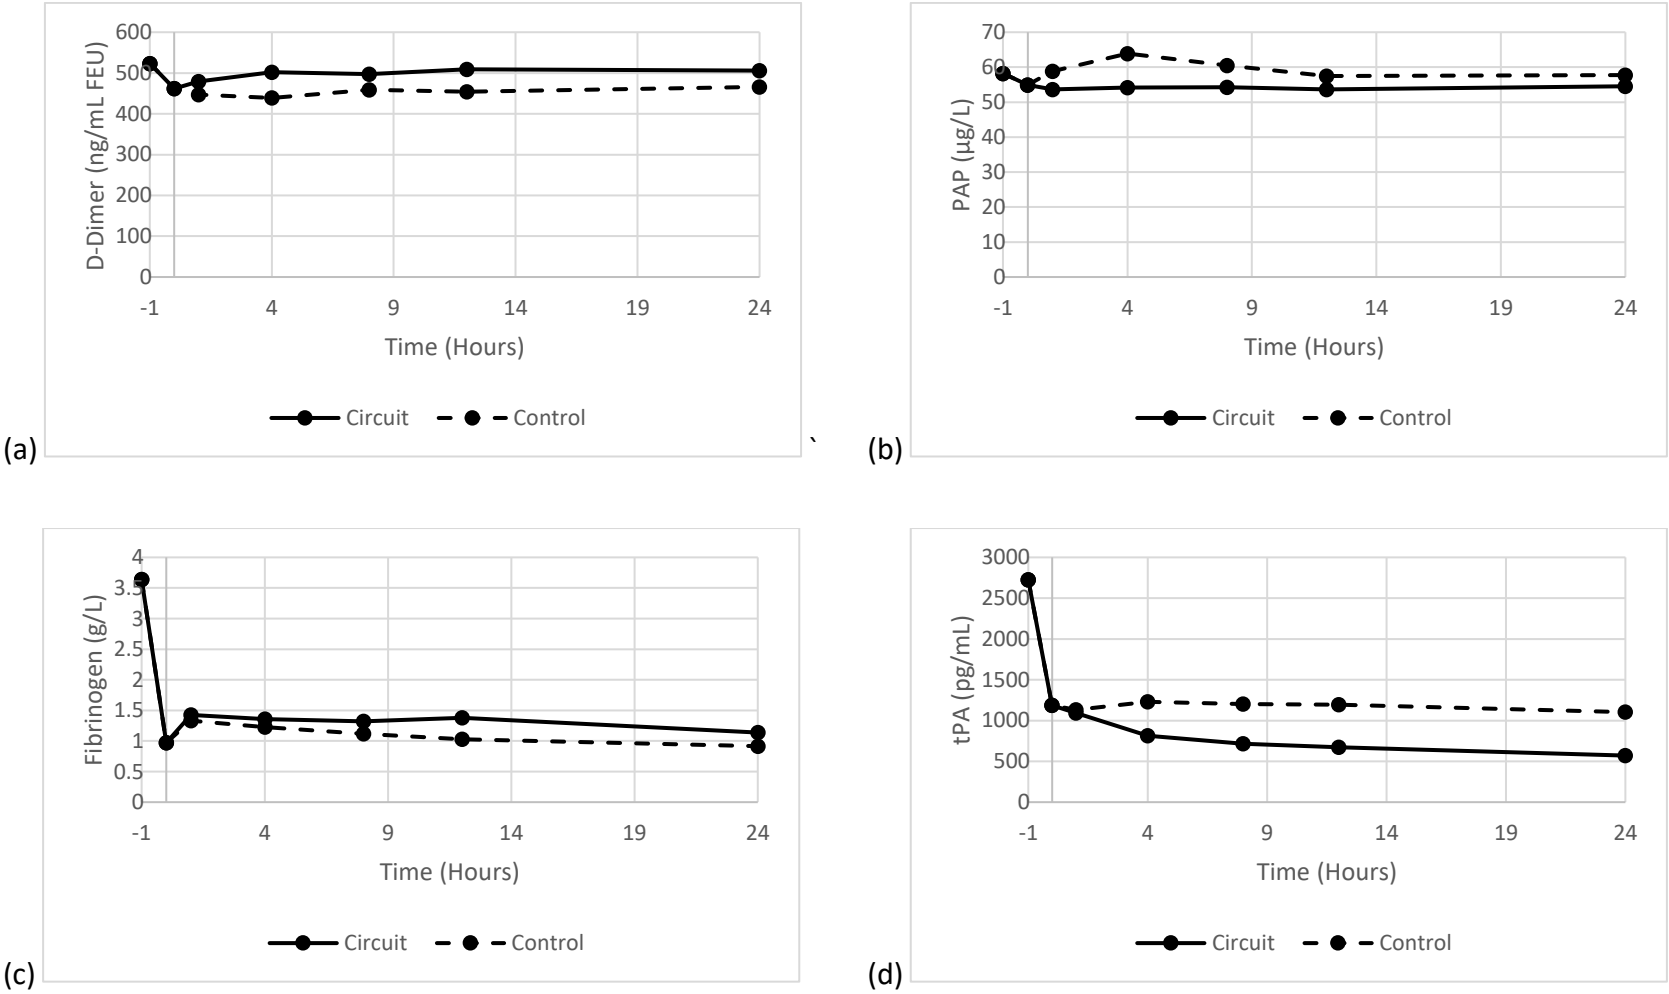 600
500
400
300
200
100
0
D-Dimer (ng/mL FEU)
-1 4 9 14 19 24
Time (Hours)
Circuit Control
(a)
`
70
60
50
40
30
20
10
0
PAP (µg/L)
-1 4 9 14 19 24
Time (Hours)
Circuit Control
(b)
4
3.5
3
2.5
2
1.5
1
0.5
0
Fibrinogen (g/L)
-1 4 9 14 19 24
Time (Hours)
Circuit Control
(c)
3000
2500
2000
1500
1000
500
0
tPA (pg/mL)
-1 4 9 14 19 24
Time (Hours)
Circuit Control
(d)